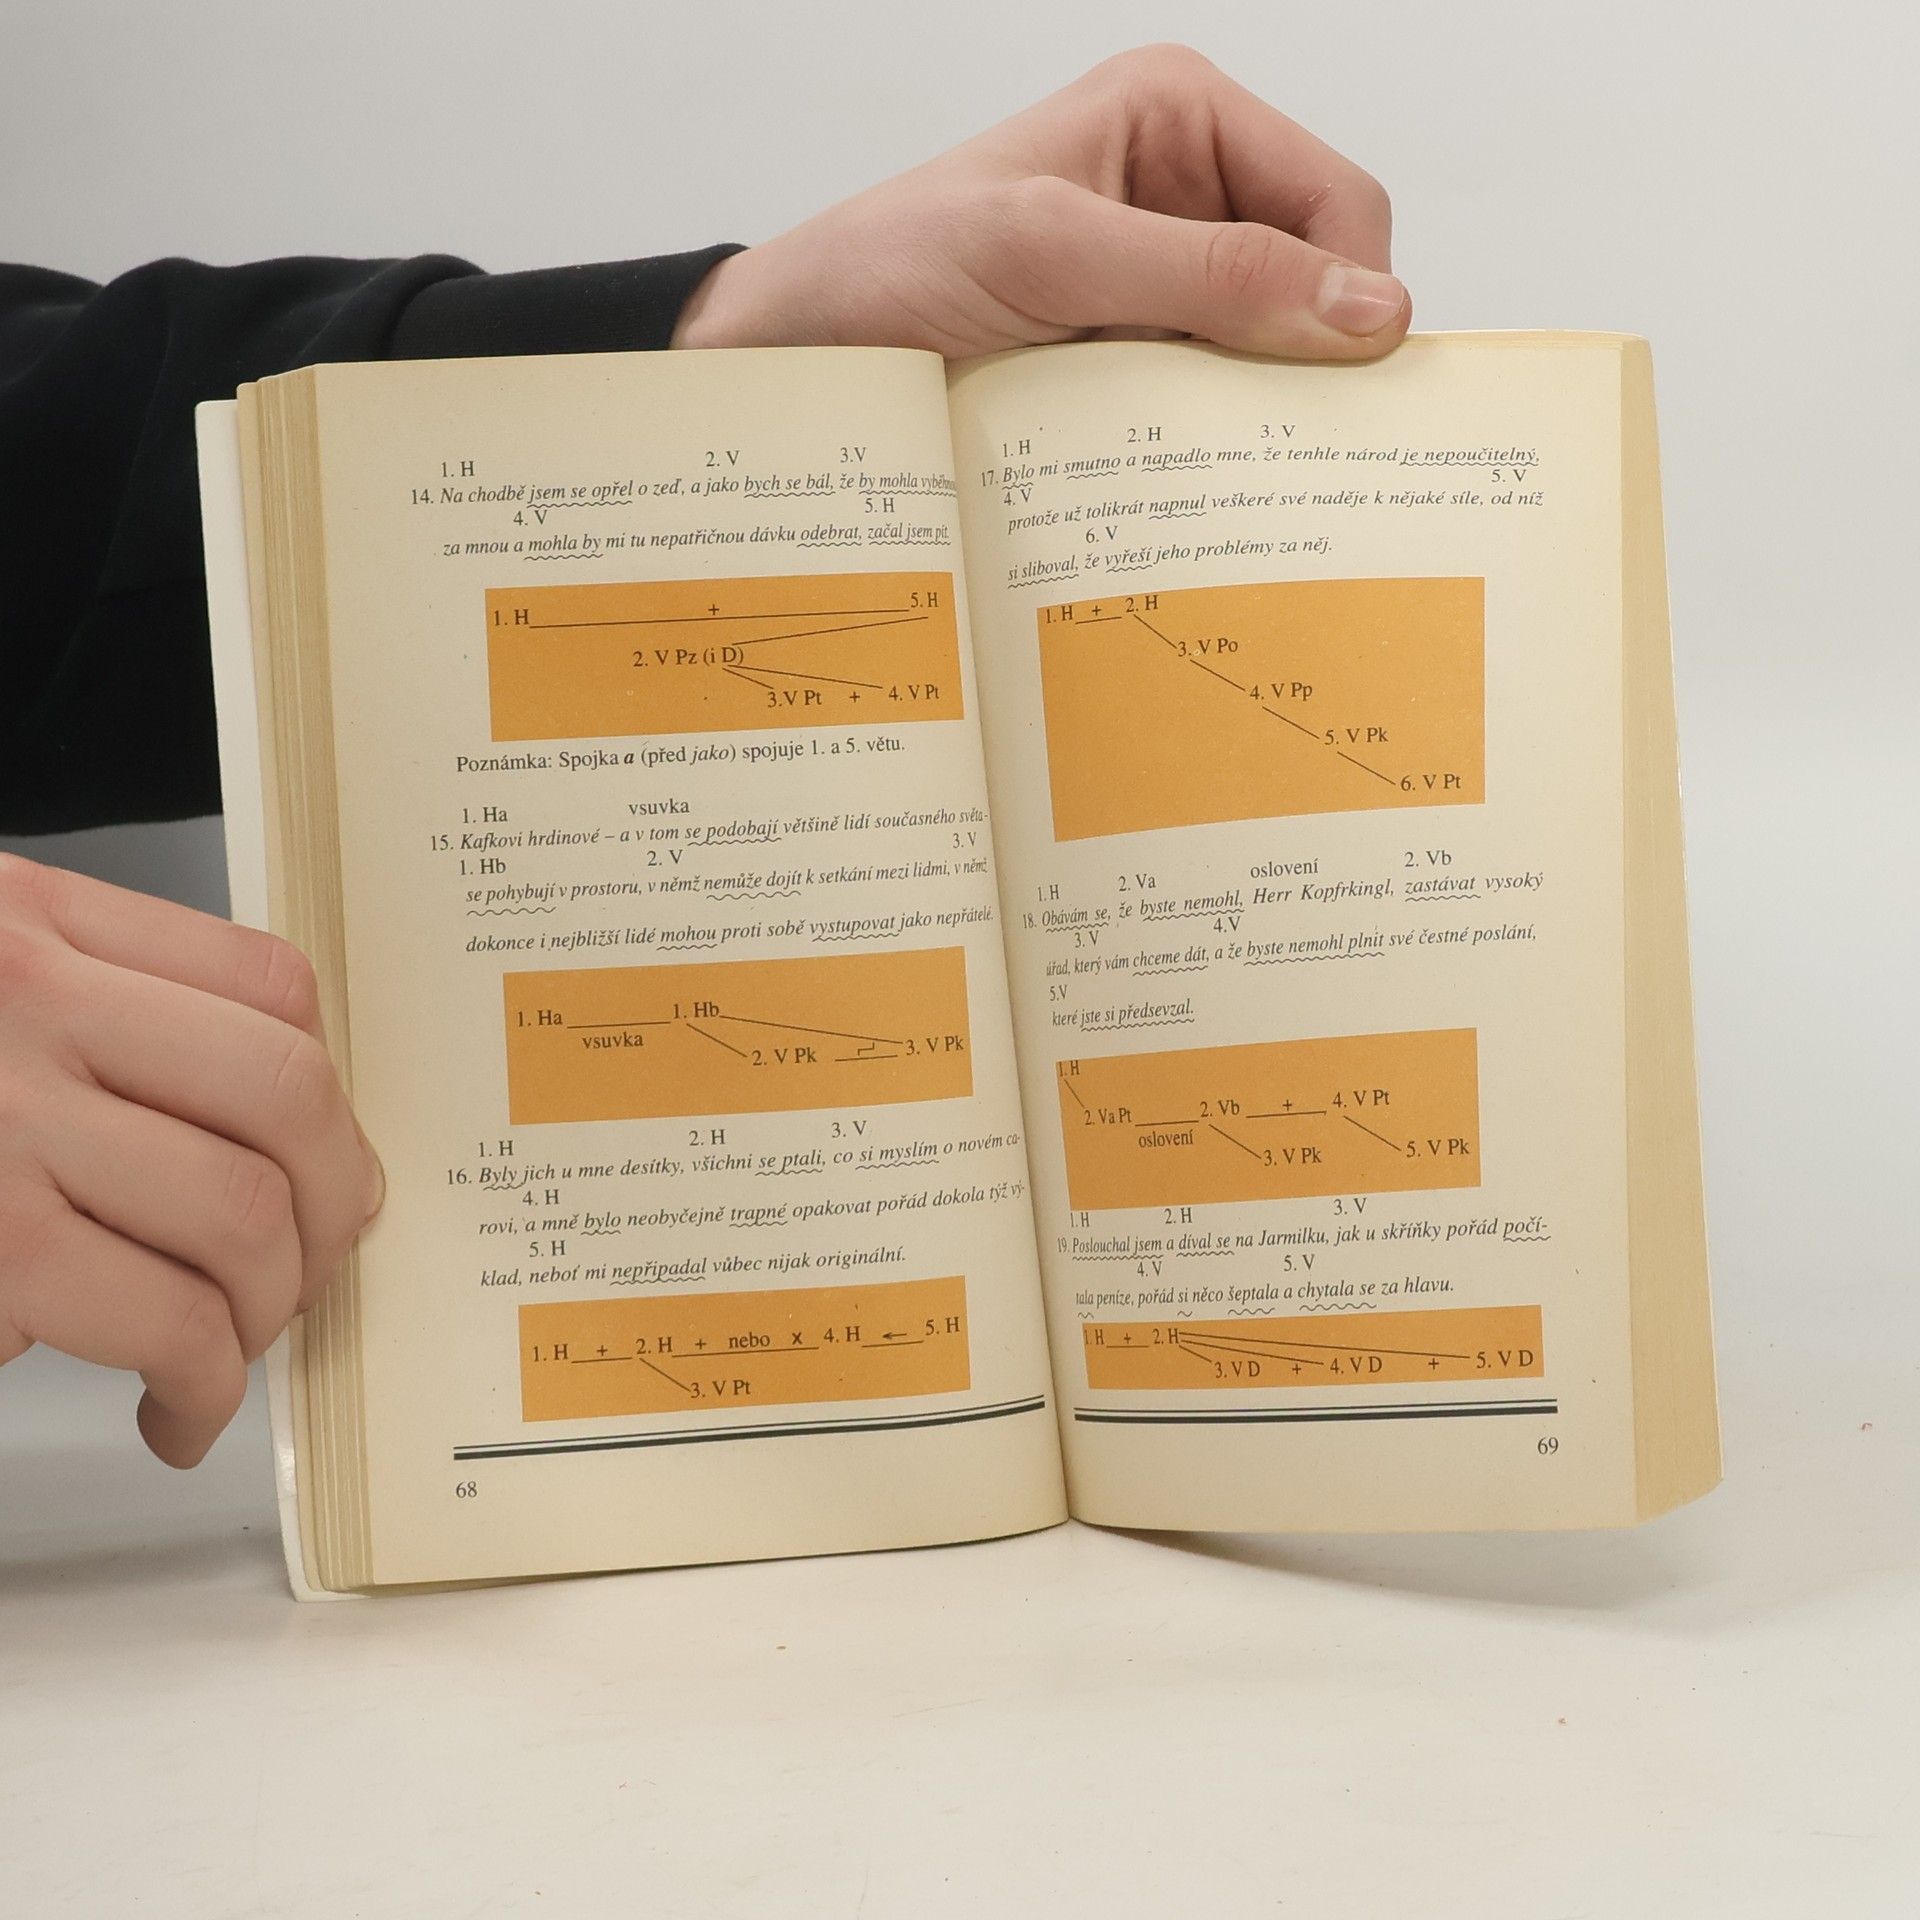 1. H 2. V 3.V
14. Na chodbě jsem se opřel o zeď, a jako bych se bál, že by mohla
4. V 5. H
za mnou a mohla by mi tu nepatřičnou dávku odebrat, začal jsem pít.
1. H + 5. H
2. V Pz (i D)
3.V Pt + 4. V Pt
Poznámka: Spojka a (před jako) spojuje 1. a 5. větu.
1. Ha vsuvka
15. Kafkovi hrdinové – a v tom se podobají většině lidí současného světa-
1. Hb 2. V 3. V
se pohybují v prostoru, v němž nemůže dojít k setkání mezi lidmi, v němž
dokonce i nejbližší lidé mohou proti sobě vystupovat jako nepřátelé.
1. Ha 1. Hb
vsuvka 2. V Pk 3. V Pk
1. H 2. H 3. V
16. Byly jich u mne desítky, všichni se ptali, co si myslím o novém ca-
4. H
rovi, a mně bylo neobyčejně trapné opakovat pořád dokola týž vý-
5. H
klad, neboť mi nepřipadal vůbec nijak originální.
1. H + 2. H + nebo x 4. H ← 5. H
3. V Pt
68
1. H 2. H 3. V
17. Bylo mi smutno a napadlo mne, že tenhle národ je nepoučitelný,
4. V 5. V
protože už tolikrát napnul veškeré své naděje k nějaké síle, od níž
6. V
si sliboval, že vyřeší jeho problémy za něj.
1. H + 2. H
3. V Po
4. V Pp
5. V Pk
6. V Pt
1. H 2. Va oslovení 2. Vb
18. Obávám se, že byste nemohl, Herr Kopfrkingl, zastávat vysoký
3. V 4.V
úřad, který vám chceme dát, a že byste nemohl plnit své čestné poslání,
5.V
které jste si předsevzal.
1. H
2. Va Pt 2. Vb + 4. V Pt
oslovení 3. V Pk 5. V Pk
1. H 2. H 3. V
19. Poslouchal jsem a díval se na Jarmilku, jak u skříňky pořád počí-
4. V 5. V
tala peníze, pořád si něco šeptala a chytala se za hlavu.
1. H + 2. H
3. V D + 4. V D + 5. V D
69